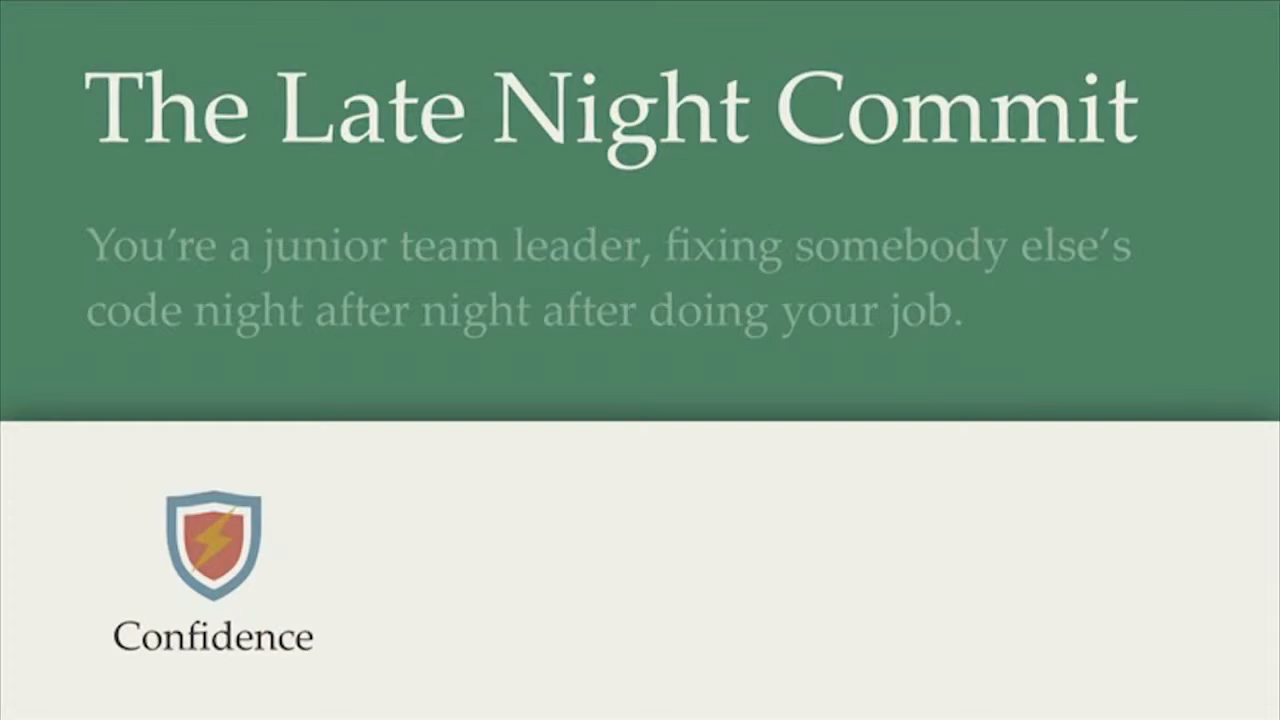 The Late Night Commit
You’re a junior team leader, fixing somebody else’s
code night after night after doing your job.
Confidence